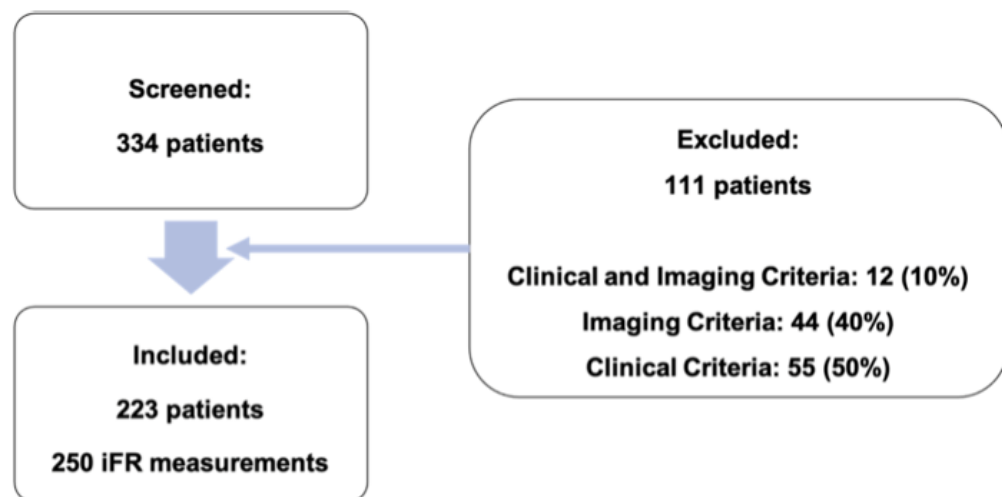 Screened:
334 patients
Excluded:
111 patients
Clinical and Imaging Criteria: 12 (10%)
Imaging Criteria: 44 (40%)
Clinical Criteria: 55 (50%)
Included:
223 patients
250 iFR measurements